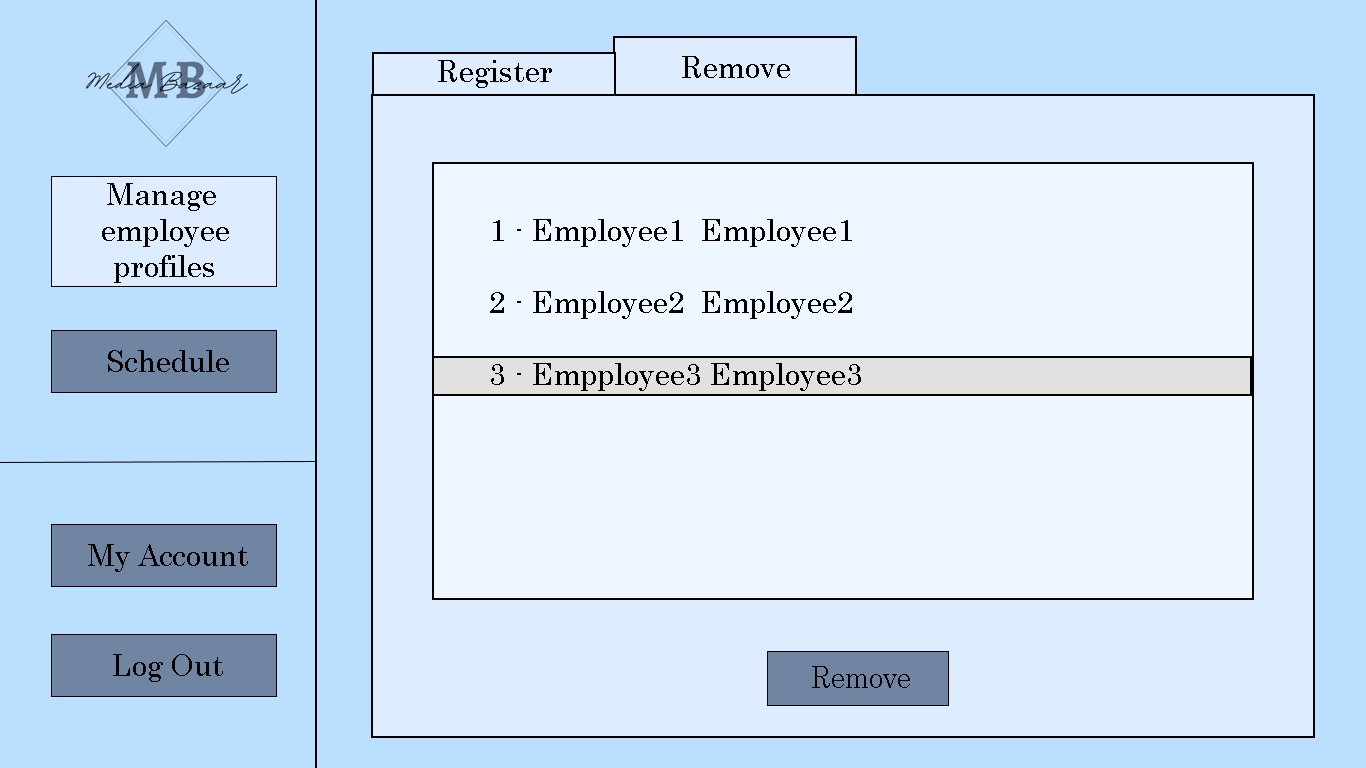 MB
Media Bazaar
Manage
employee
profiles
Schedule
My Account
Log Out
Register
Remove
1 - Employee1 Employee1
2 - Employee2 Employee2
3 - Empployee3 Employee3
Remove